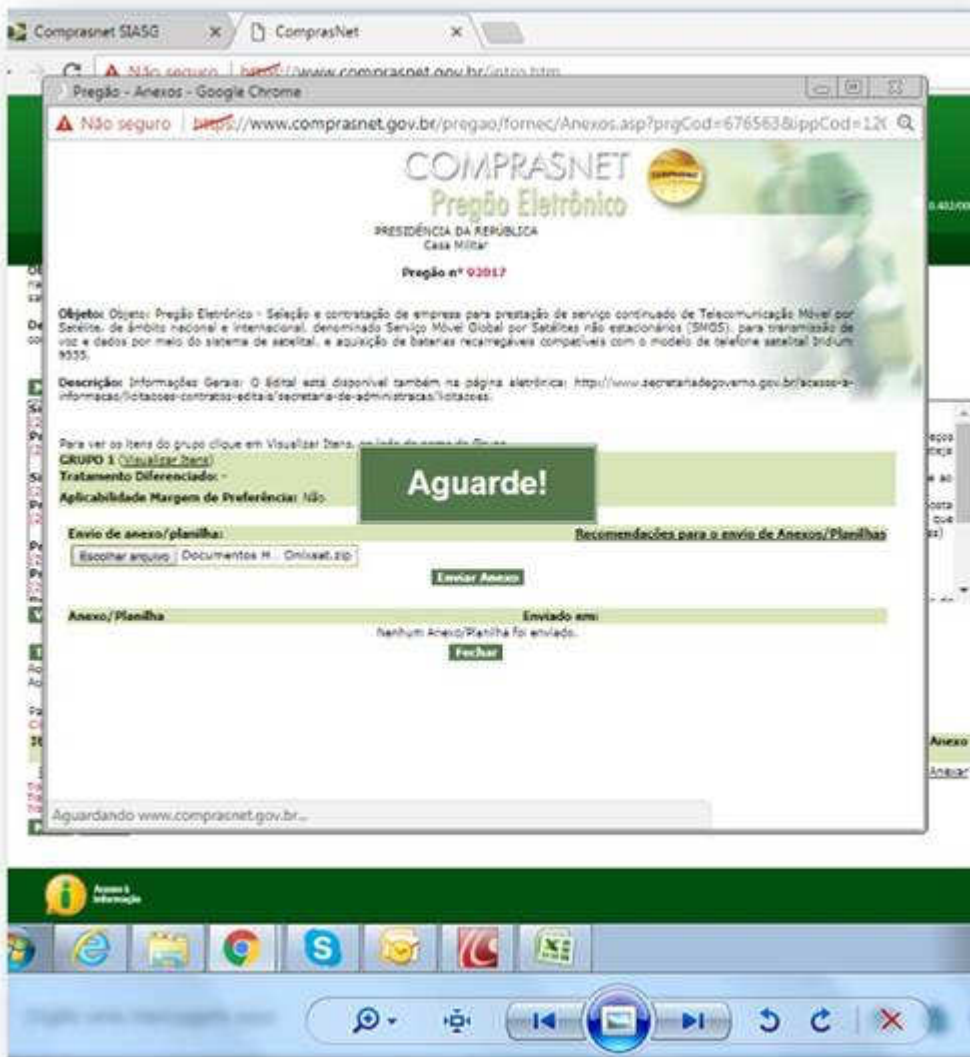 Comprasnet SIASG
ComprasNet
Não seguro https://www.comprasnet.gov.br/intro.htm
Pregão - Anexos - Google Chrome
Não seguro https://www.comprasnet.gov.br/pregao/fornec/Anexos.asp?prgCod=676563&ippCod=12
COMPRASNET
Pregão Eletrônico
PRESIDÊNCIA DA REPÚBLICA
Casa Militar
Pregão nº 92017
Objeto: Objeto: Pregão Eletrônico - Seleção e contratação de empresa para prestação de serviço continuado de Telecomunicação Móvel por
Satélite, de âmbito nacional e internacional, denominado Serviço Móvel Global por Satélites não estacionários (SMGS), para transmissão de
voz e dados por meio do sistema de satelital, e aquisição de baterias recarregáveis compatíveis com o modelo de telefone satelital Iridium
9555.
Descrição: Informações Gerais: O Edital está disponível também na página eletrônica: http://www.secretariadegoverno.gov.br/acesso-a-
informacao/licitacoes-contratos-editais/secretaria-de-administracao/licitacoes.
Para ver os itens do grupo clique em Visualizar Itens, ao lado do nome do Grupo
GRUPO 1 (Visualizar Itens)
Tratamento Diferenciado: -
Aplicabilidade Margem de Preferência: Não
Aguarde!
Envio de anexo/planilha:
Recomendações para o envio de Anexos/Planilhas
Escolher arquivo Documentos H... Onixsat.zip
Enviar Anexo
Anexo/Planilha
Enviado em:
Nenhum Anexo/Planilha foi enviado.
Fechar
Anexo
Anexar
Aguardando www.comprasnet.gov.br...
Acesso à
Informação